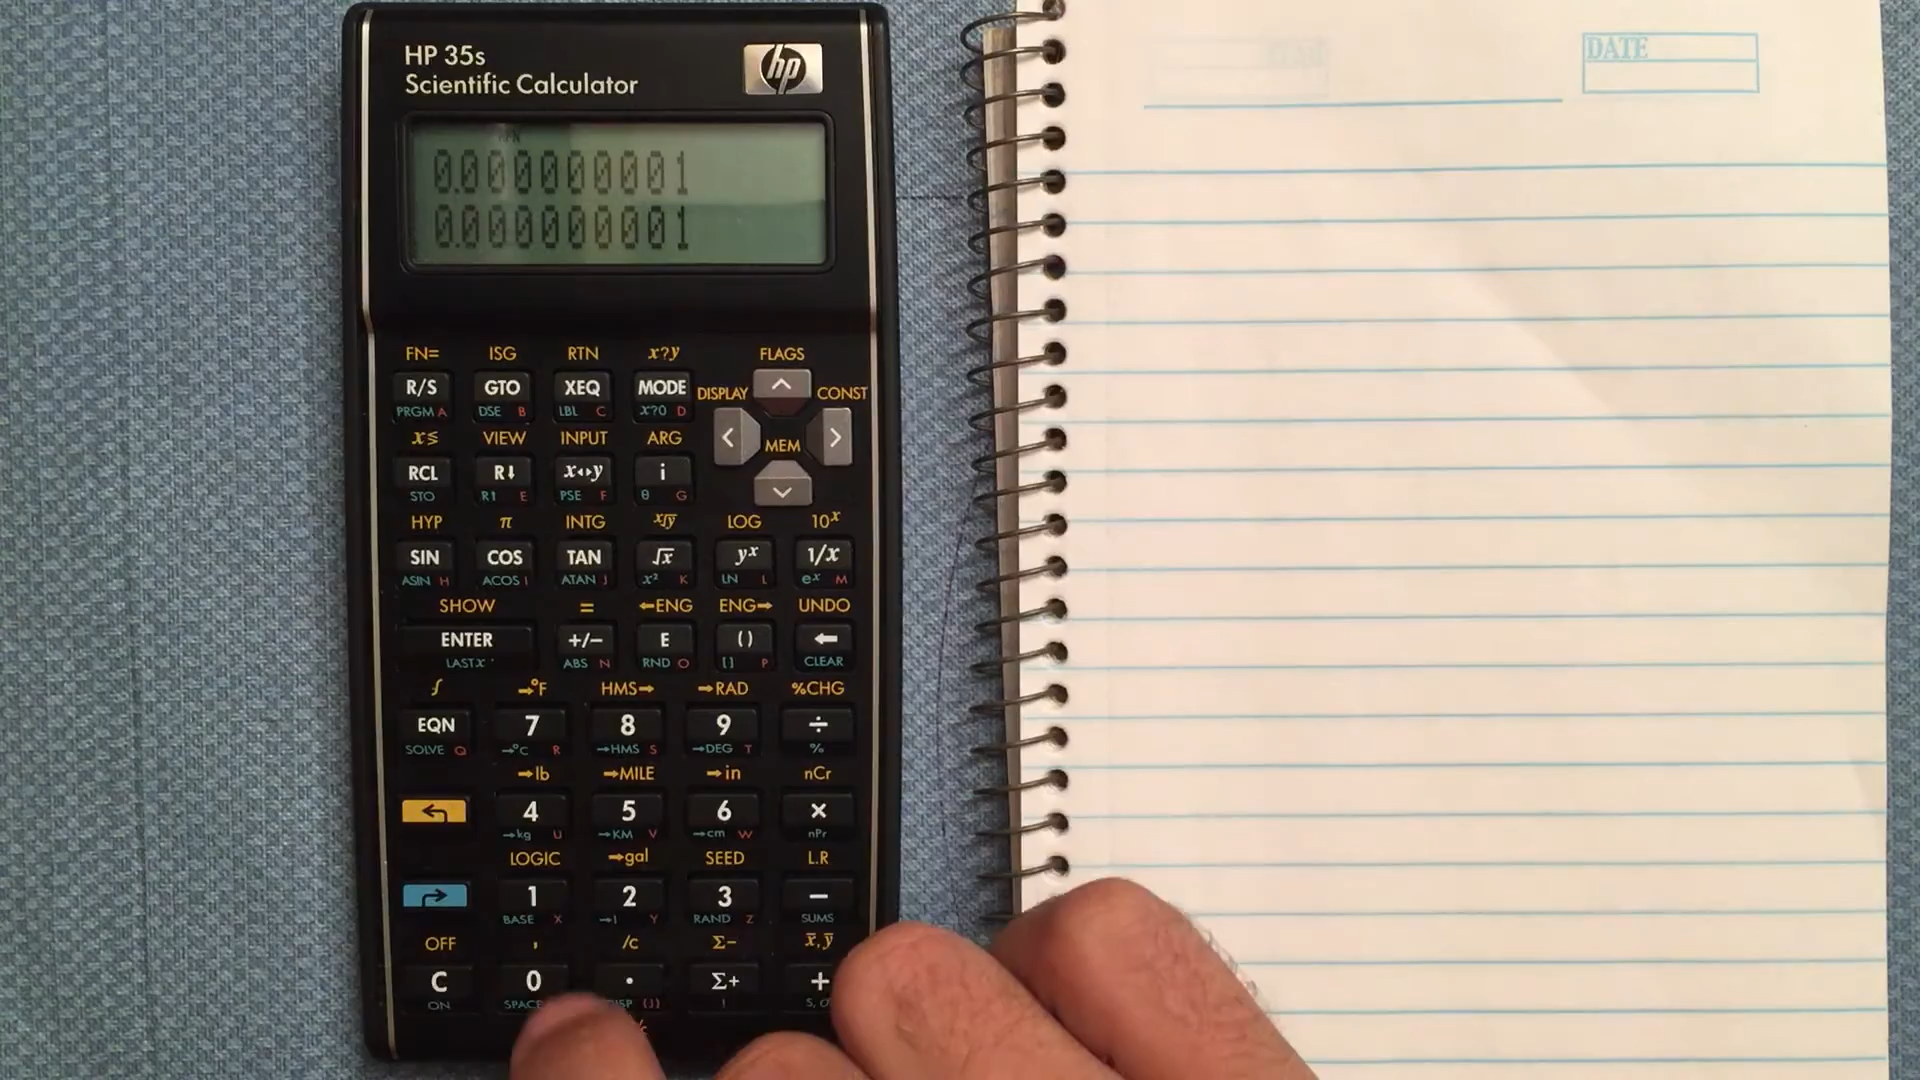 HP 35s
Scientific Calculator
hp
DATE
0.0000000001
0.0000000001
FN= ISG RTN x?y FLAGS
R/S GTO XEQ MODE DISPLAY CONST
PRGM A DSE B LBL C x?0 D
x≶ VIEW INPUT ARG MEM
RCL R↓ x↔y i
STO R↑ E PSE F θ G
HYP π INTG x√y LOG 10x
SIN COS TAN √x yx 1/x
ASIN H ACOS I ATAN J x² K LN L ex M
SHOW = ←ENG ENG→ UNDO
ENTER +/− E () ←
LASTx ABS N RND O [] P CLEAR
∫ →°F HMS→ →RAD %CHG
EQN 7 8 9 ÷
SOLVE Q →°C R →HMS S →DEG T %
→lb →MILE →in nCr
4 5 6 ×
→kg U →KM V →cm W nPr
LOGIC →gal SEED L.R
1 2 3 −
BASE X →I Y RAND Z SUMS
OFF , /c Σ− x̄,ȳ
C 0 . Σ+ +
ON SPACE (J) !